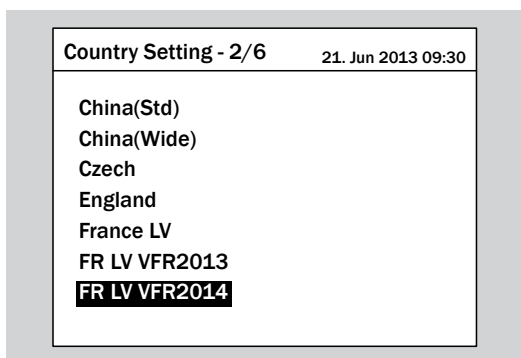 Country Setting - 2/6 21. Jun 2013 09:30
China(Std)
China(Wide)
Czech
England
France LV
FR LV VFR2013
FR LV VFR2014